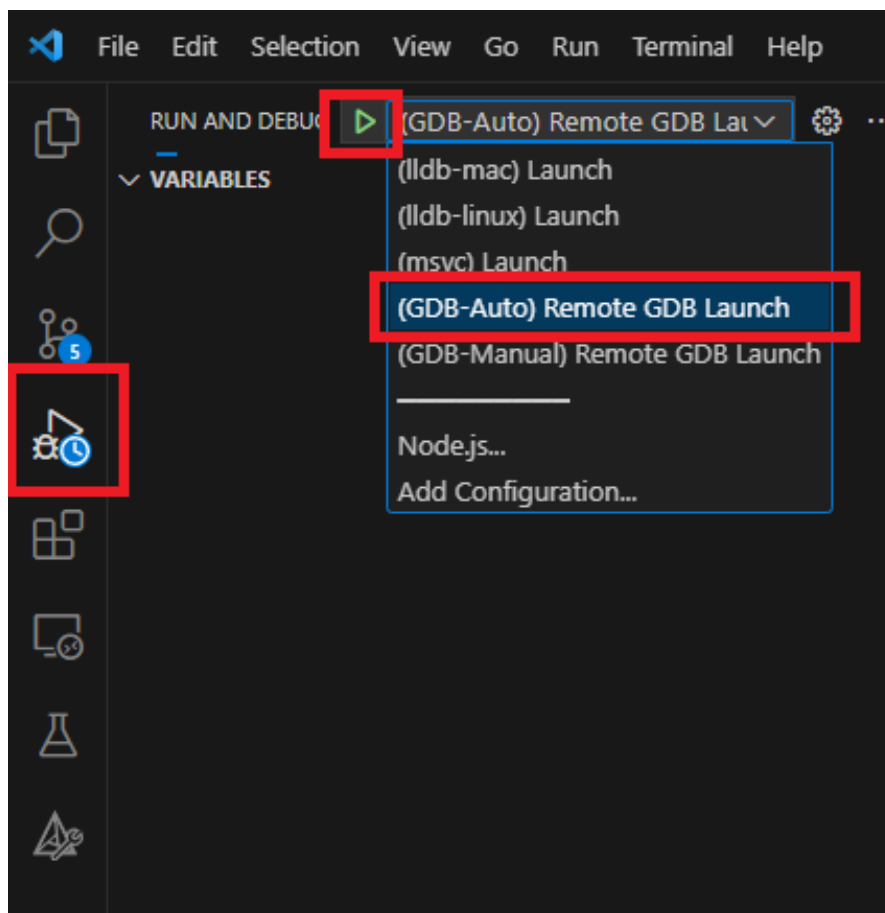 File Edit Selection View Go Run Terminal Help
RUN AND DEBU (GDB-Auto) Remote GDB Lau
VARIABLES
(lldb-mac) Launch
(lldb-linux) Launch
(msvc) Launch
(GDB-Auto) Remote GDB Launch
(GDB-Manual) Remote GDB Launch
5
Node.js...
Add Configuration...